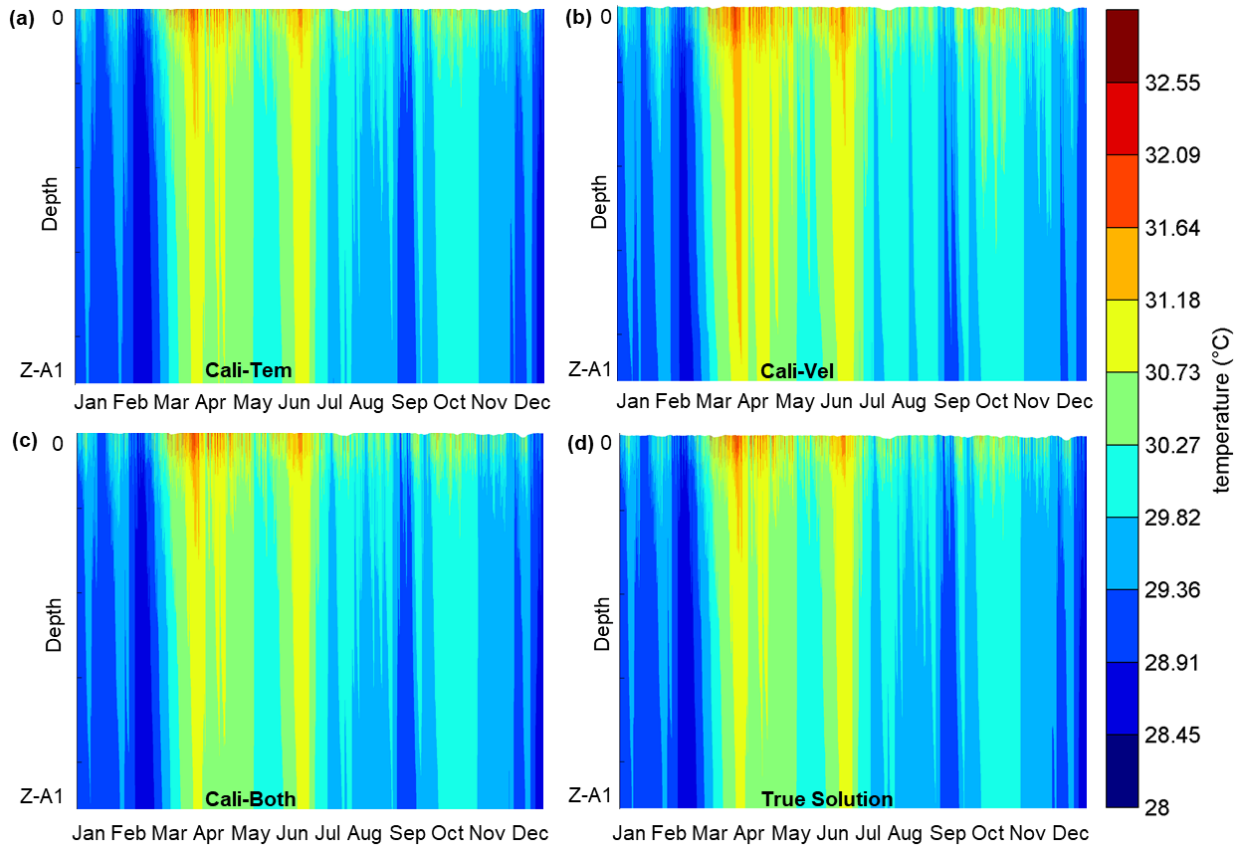 (a)
0
Depth
Z-A1
Cali-Tem
Jan Feb Mar Apr May Jun Jul Aug Sep Oct Nov Dec
(b)
0
Depth
Z-A1
Cali-Vel
Jan Feb Mar Apr May Jun Jul Aug Sep Oct Nov Dec
(c)
0
Depth
Z-A1
Cali-Both
Jan Feb Mar Apr May Jun Jul Aug Sep Oct Nov Dec
(d)
0
Depth
Z-A1
True Solution
Jan Feb Mar Apr May Jun Jul Aug Sep Oct Nov Dec
32.55
32.09
31.64
31.18
30.73
30.27
29.82
29.36
28.91
28.45
28
temperature (°C)